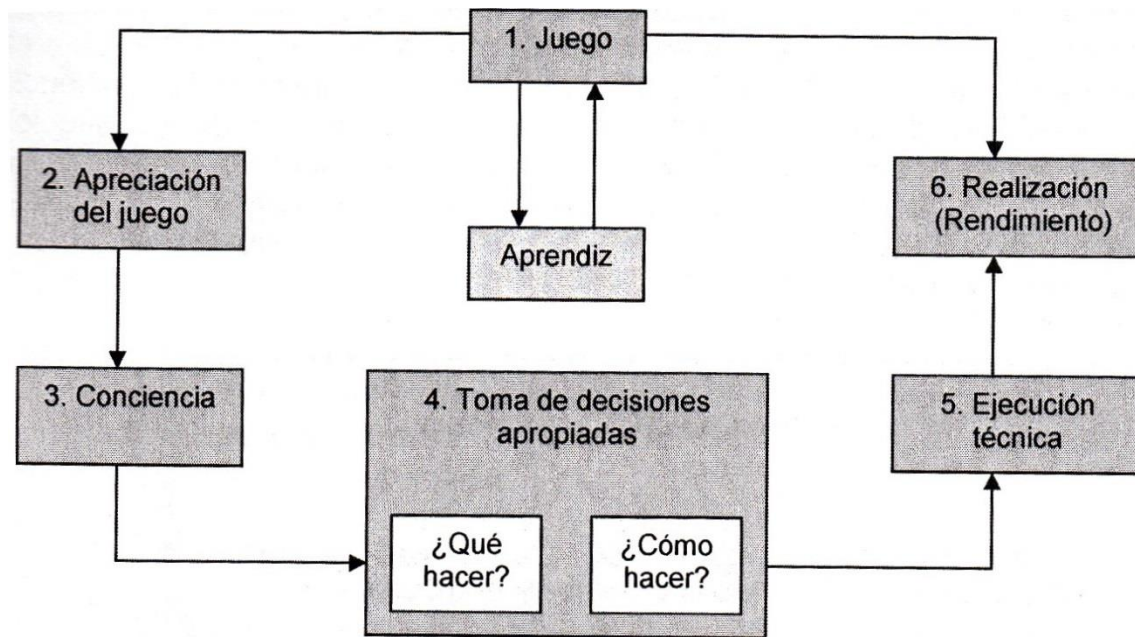 1. Juego
2. Apreciación
del juego
Aprendiz
6. Realización
(Rendimiento)
3. Conciencia
4. Toma de decisiones
apropiadas
¿Qué
hacer?
¿Cómo
hacer?
5. Ejecución
técnica